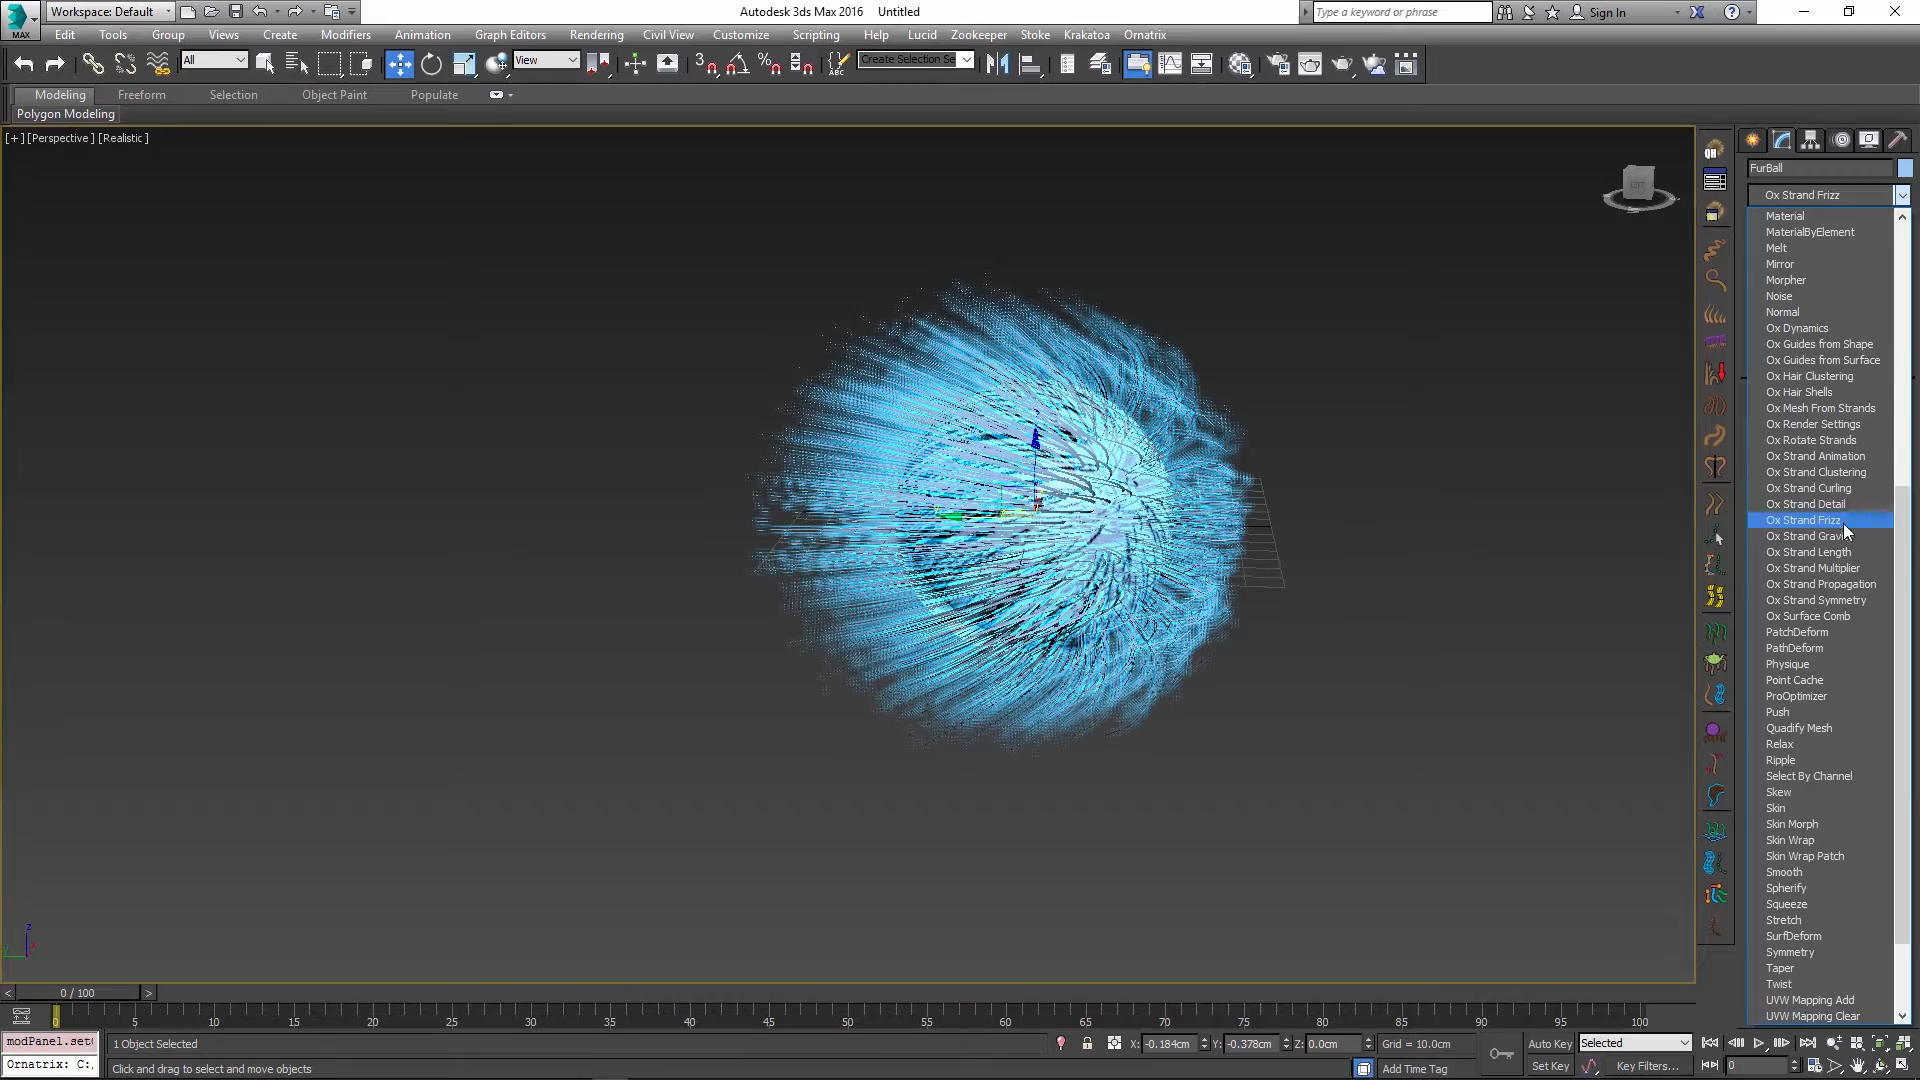 Workspace: Default
Autodesk 3ds Max 2016 Untitled
Type a keyword or phrase
Sign In
MAX
Edit Tools Group Views Create Modifiers Animation Graph Editors Rendering Civil View Customize Scripting Help Lucid Zookeeper Stoke Krakatoa Ornatrix
All
View
Create Selection Se
Modeling Freeform Selection Object Paint Populate
Polygon Modeling
[+] [Perspective] [Realistic]
FurBall
Ox Strand Frizz
Material
MaterialByElement
Melt
Mirror
Morpher
Noise
Normal
Ox Dynamics
Ox Guides from Shape
Ox Guides from Surface
Ox Hair Clustering
Ox Hair Shells
Ox Mesh From Strands
Ox Render Settings
Ox Rotate Strands
Ox Strand Animation
Ox Strand Clustering
Ox Strand Curling
Ox Strand Detail
Ox Strand Frizz
Ox Strand Gravi
Ox Strand Length
Ox Strand Multiplier
Ox Strand Propagation
Ox Strand Symmetry
Ox Surface Comb
PatchDeform
PathDeform
Physique
Point Cache
ProOptimizer
Push
Quadify Mesh
Relax
Ripple
Select By Channel
Skew
Skin
Skin Morph
Skin Wrap
Skin Wrap Patch
Smooth
Spherify
Squeeze
Stretch
SurfDeform
Symmetry
Taper
Twist
UVW Mapping Add
UVW Mapping Clear
QH
LEFT
z
y
x
0 / 100
0 5 10 15 20 25 30 35 40 45 50 55 60 65 70 75 80 85 90 95 100
modPanel.set(
Ornatrix: C:,
1 Object Selected
Click and drag to select and move objects
X: -0.184cm Y: -0.378cm Z: 0.0cm Grid = 10.0cm
Add Time Tag
Auto Key Selected
Set Key Key Filters...
0